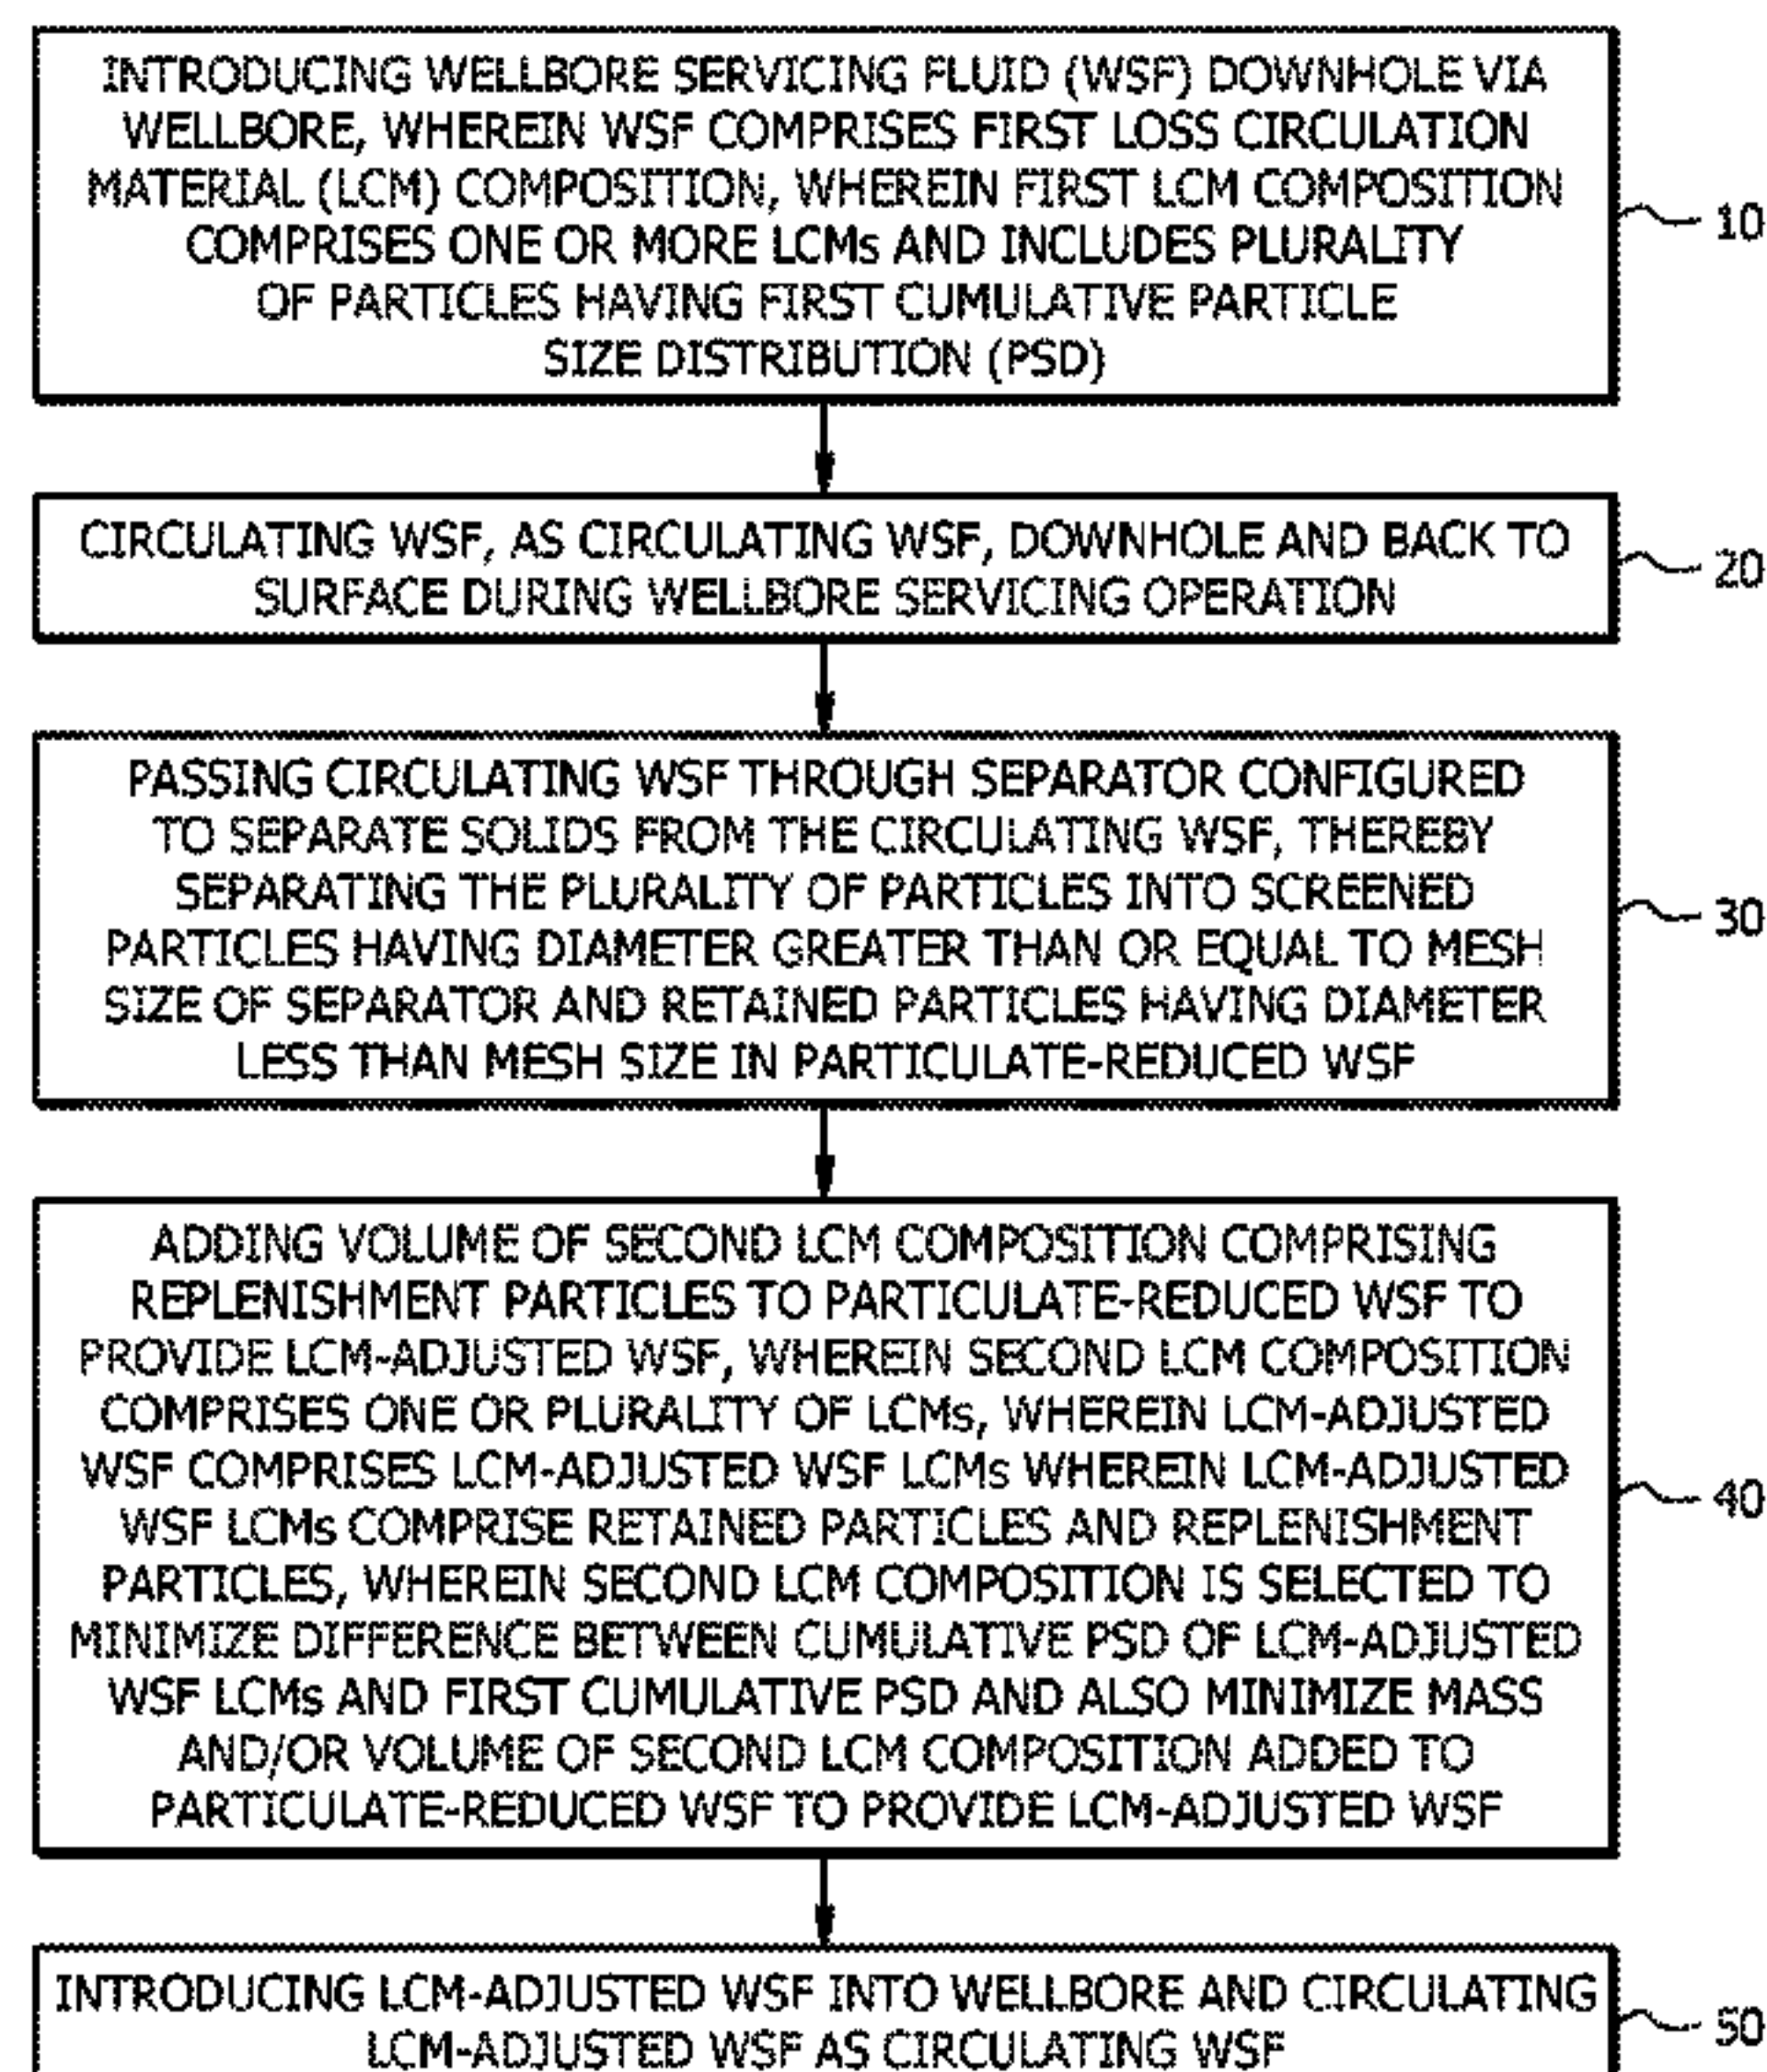 INTRODUCING WELLBORE SERVICING FLUID (WSF) DOWNHOLE VIA
WELLBORE, WHEREIN WSF COMPRISES FIRST LOSS CIRCULATION
MATERIAL (LCM) COMPOSITION, WHEREIN FIRST LCM COMPOSITION
COMPRISES ONE OR MORE LCMs AND INCLUDES PLURALITY
OF PARTICLES HAVING FIRST CUMULATIVE PARTICLE
SIZE DISTRIBUTION (PSD)
10
CIRCULATING WSF, AS CIRCULATING WSF, DOWNHOLE AND BACK TO
SURFACE DURING WELLBORE SERVICING OPERATION
20
PASSING CIRCULATING WSF THROUGH SEPARATOR CONFIGURED
TO SEPARATE SOLIDS FROM THE CIRCULATING WSF, THEREBY
SEPARATING THE PLURALITY OF PARTICLES INTO SCREENED
PARTICLES HAVING DIAMETER GREATER THAN OR EQUAL TO MESH
SIZE OF SEPARATOR AND RETAINED PARTICLES HAVING DIAMETER
LESS THAN MESH SIZE IN PARTICULATE-REDUCED WSF
30
ADDING VOLUME OF SECOND LCM COMPOSITION COMPRISING
REPLENISHMENT PARTICLES TO PARTICULATE-REDUCED WSF TO
PROVIDE LCM-ADJUSTED WSF, WHEREIN SECOND LCM COMPOSITION
COMPRISES ONE OR PLURALITY OF LCMs, WHEREIN LCM-ADJUSTED
WSF COMPRISES LCM-ADJUSTED WSF LCMs WHEREIN LCM-ADJUSTED
WSF LCMs COMPRISE RETAINED PARTICLES AND REPLENISHMENT
PARTICLES, WHEREIN SECOND LCM COMPOSITION IS SELECTED TO
MINIMIZE DIFFERENCE BETWEEN CUMULATIVE PSD OF LCM-ADJUSTED
WSF LCMs AND FIRST CUMULATIVE PSD AND ALSO MINIMIZE MASS
AND/OR VOLUME OF SECOND LCM COMPOSITION ADDED TO
PARTICULATE-REDUCED WSF TO PROVIDE LCM-ADJUSTED WSF
40
INTRODUCING LCM-ADJUSTED WSF INTO WELLBORE AND CIRCULATING
LCM-ADJUSTED WSF AS CIRCULATING WSF
50